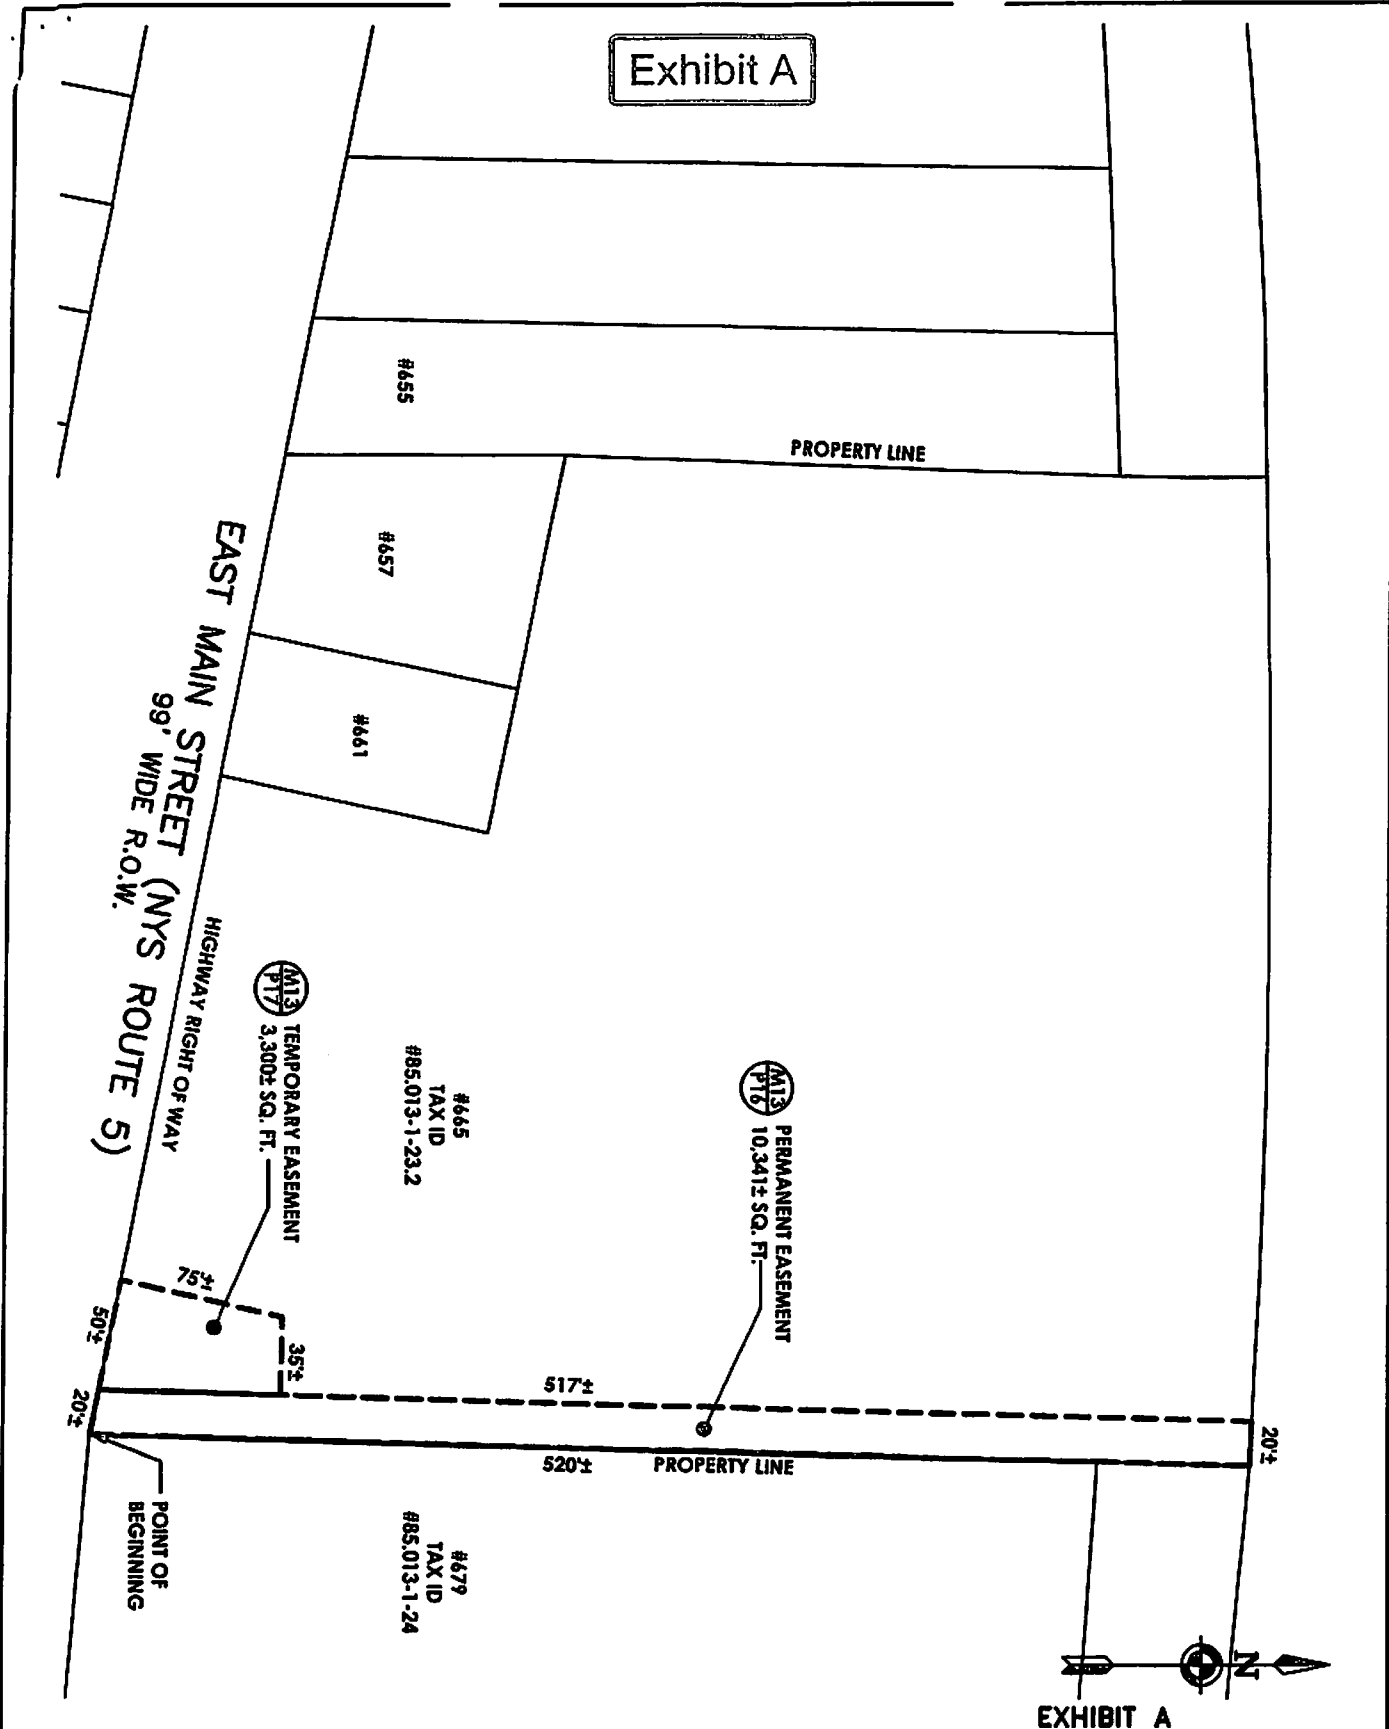 Exhibit A
#655
PROPERTY LINE
#657
#661
EAST MAIN STREET (NYS ROUTE 5)
99' WIDE R.O.W.
HIGHWAY RIGHT OF WAY
M13
P17
TEMPORARY EASEMENT
3,300± SQ. FT.
#665
TAX ID
#85.013-1-23.2
M13
P16
PERMANENT EASEMENT
10,341± SQ. FT.
75'±
50'±
35'±
20'±
517'±
20'±
520'±
PROPERTY LINE
POINT OF
BEGINNING
#679
TAX ID
#85.013-1-24
N
EXHIBIT A